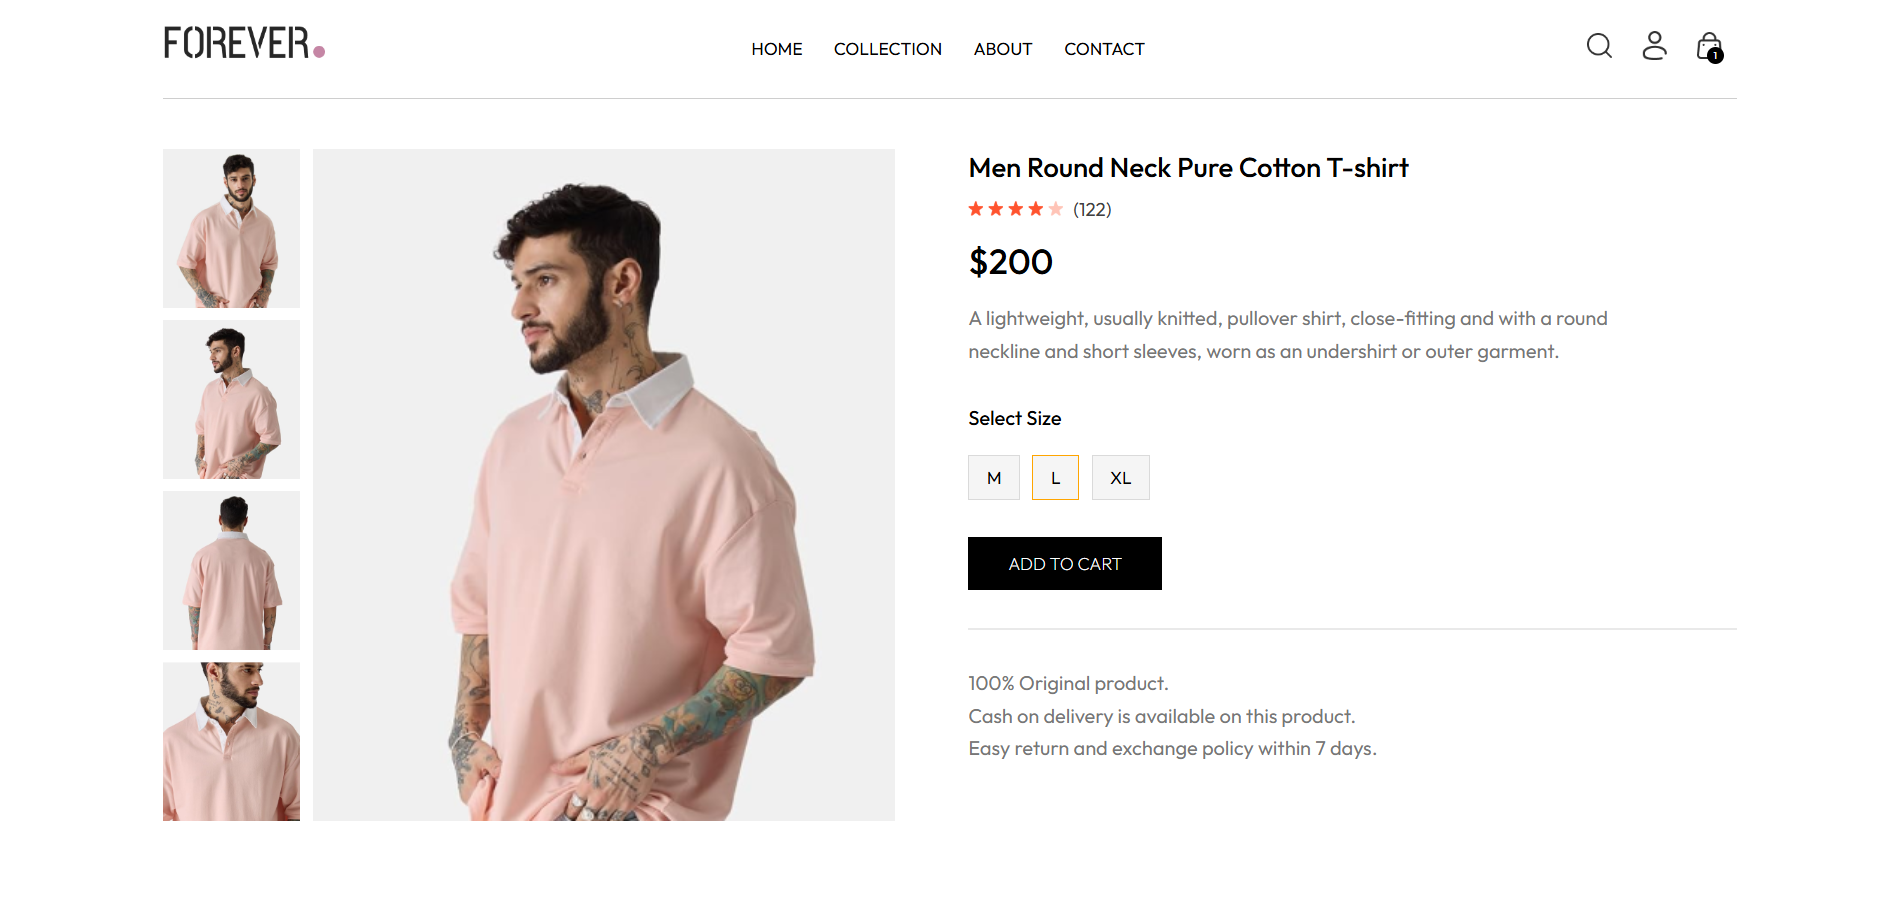 FOREVER.
HOME COLLECTION ABOUT CONTACT
1
Men Round Neck Pure Cotton T-shirt
(122)
$200
A lightweight, usually knitted, pullover shirt, close-fitting and with a round
neckline and short sleeves, worn as an undershirt or outer garment.
Select Size
M L XL
ADD TO CART
100% Original product.
Cash on delivery is available on this product.
Easy return and exchange policy within 7 days.